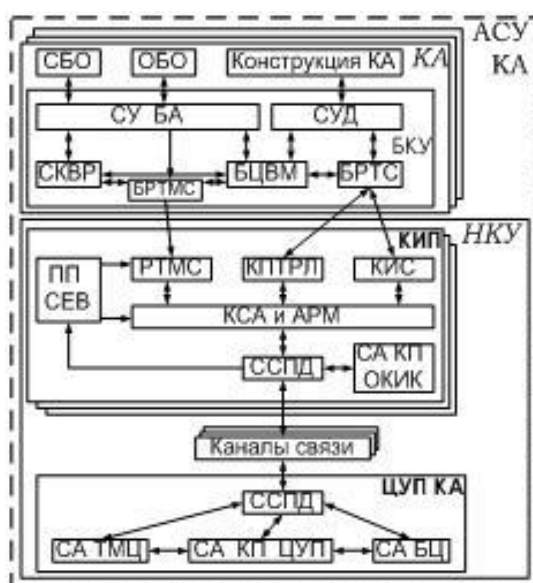 АСУ
КА
КА
СБО ОБО Конструкция КА
СУ БА СУД
БКУ
СКВР БРТМС БЦВМ БРТС
НКУ
КИП
ПП
СЕВ
РТМС КПТРЛ КИС
КСА и АРМ
ССПД
СА КП
ОКИК
Каналы связи
ЦУП КА
ССПД
СА ТМЦ СА КП ЦУП СА БЦ